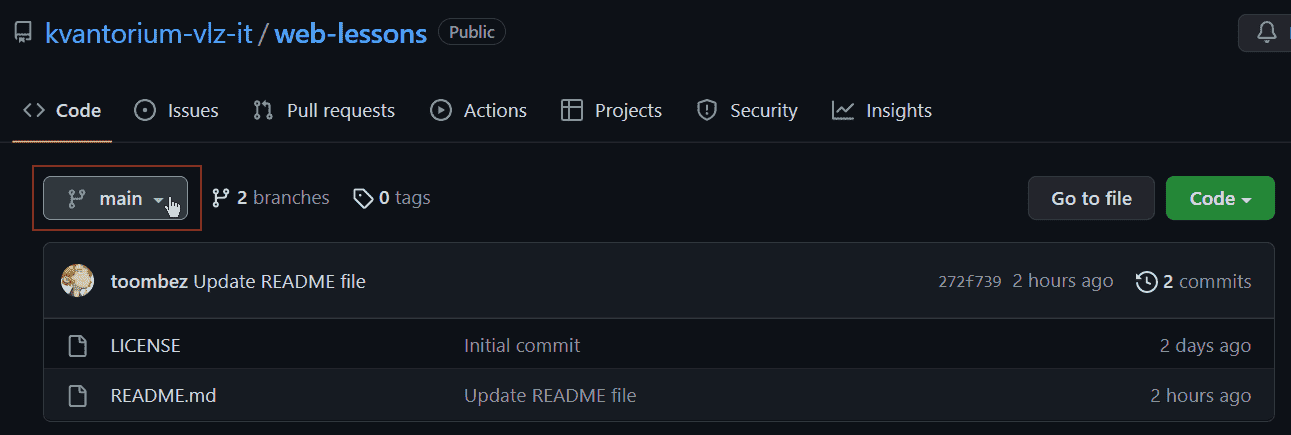 kvantorium-vlz-it / web-lessons Public
Code Issues Pull requests Actions Projects Security Insights
main 2 branches 0 tags Go to file Code
toombez Update README file 272f739 2 hours ago 2 commits
LICENSE Initial commit 2 days ago
README.md Update README file 2 hours ago